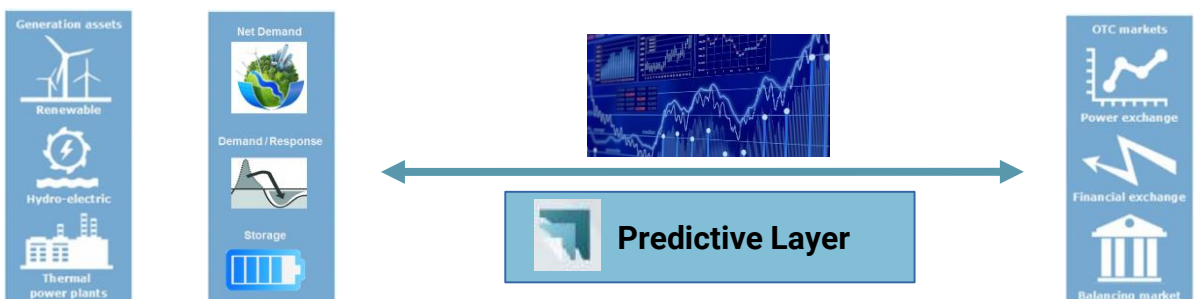 Generation assets
Renewable
Hydro-electric
Thermal
power plants
Net Demand
Demand / Response
Storage
Predictive Layer
OTC markets
Power exchange
Financial exchange
Balancing market